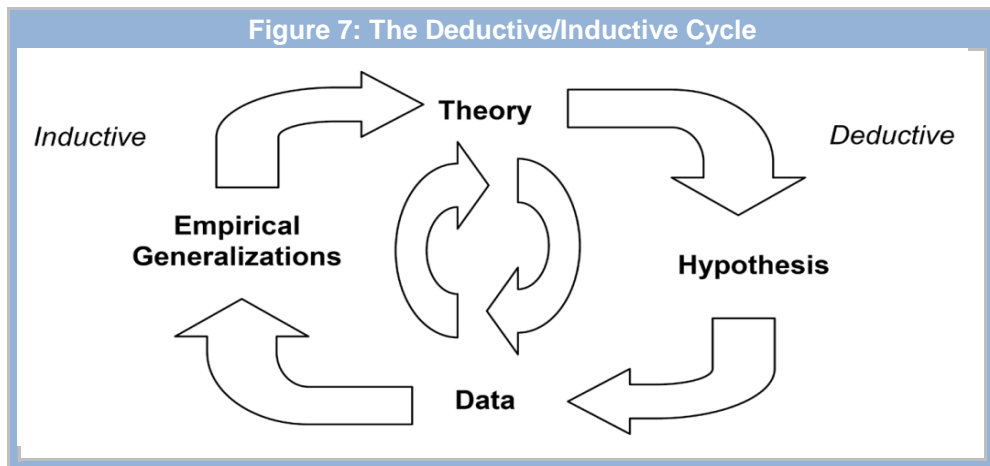 Figure 7: The Deductive/Inductive Cycle
Theory
Inductive
Deductive
Empirical
Generalizations
Hypothesis
Data